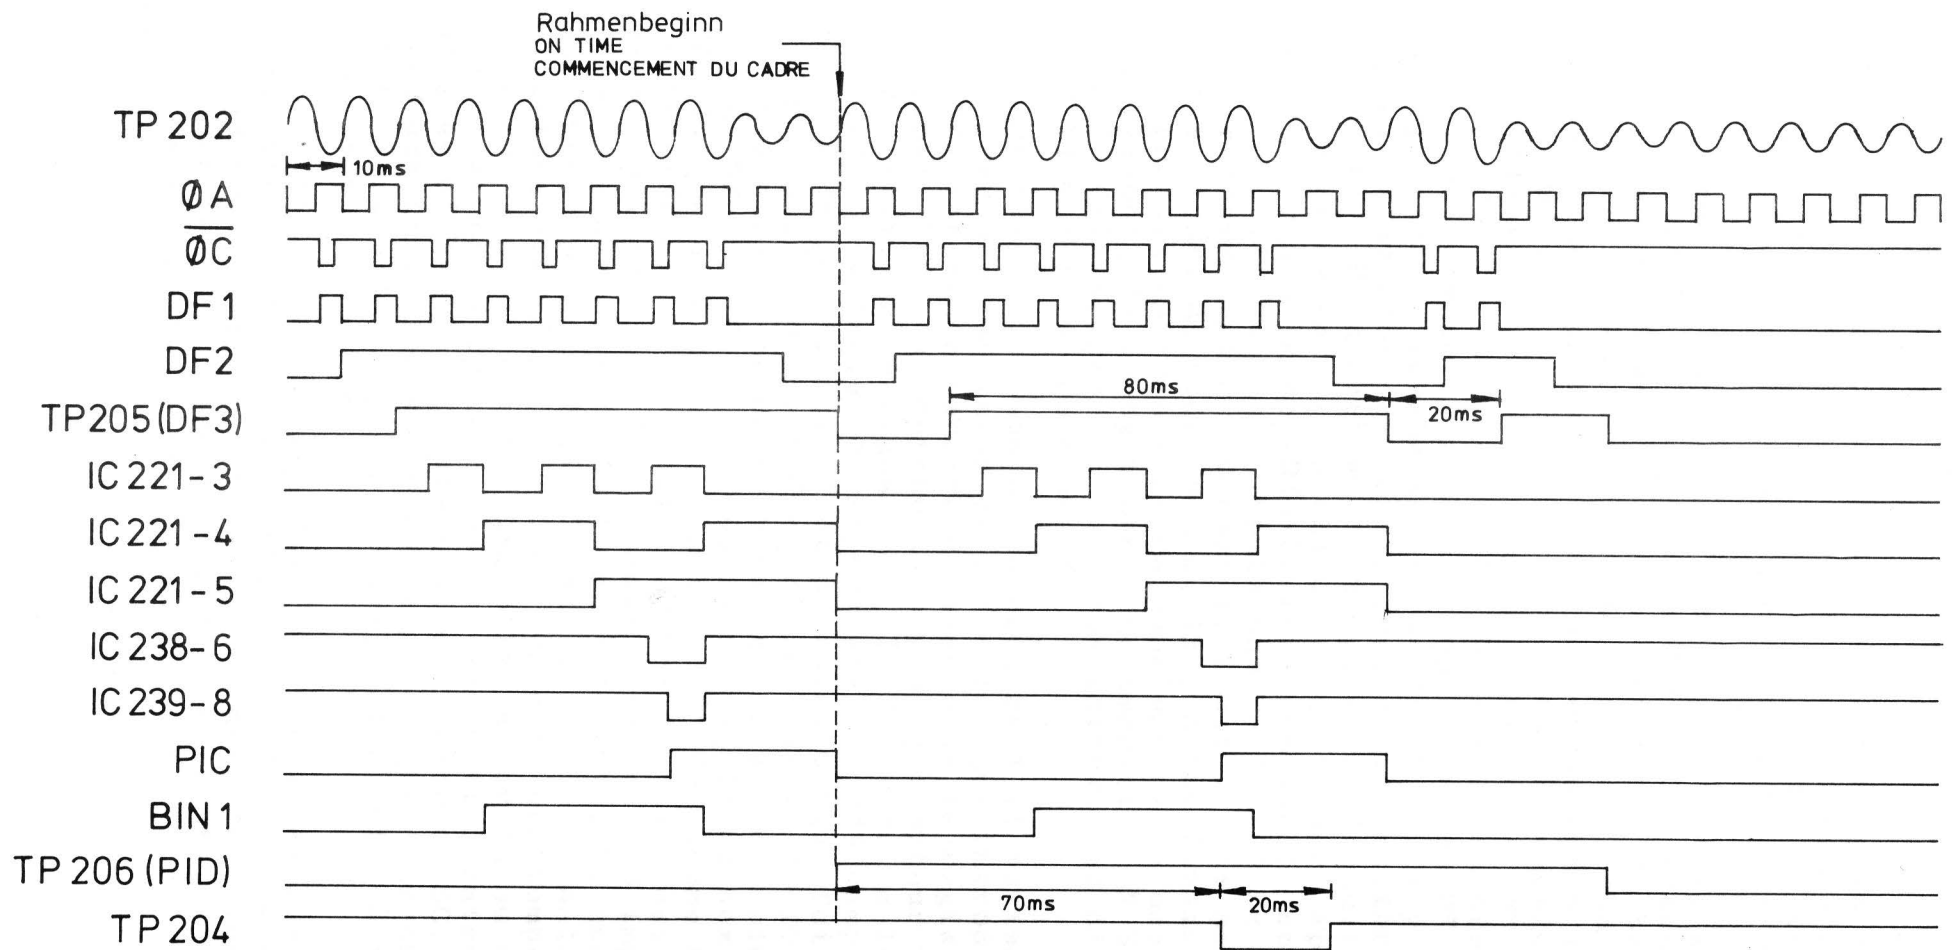 Rahmenbeginn
ON TIME
COMMENCEMENT DU CADRE
TP 202
10ms
ØA
ØC
DF1
DF2
80ms
TP205(DF3)
20ms
IC 221-3
IC 221-4
IC 221-5
IC 238-6
IC 239-8
PIC
BIN 1
TP 206 (PID)
70ms
20ms
TP 204